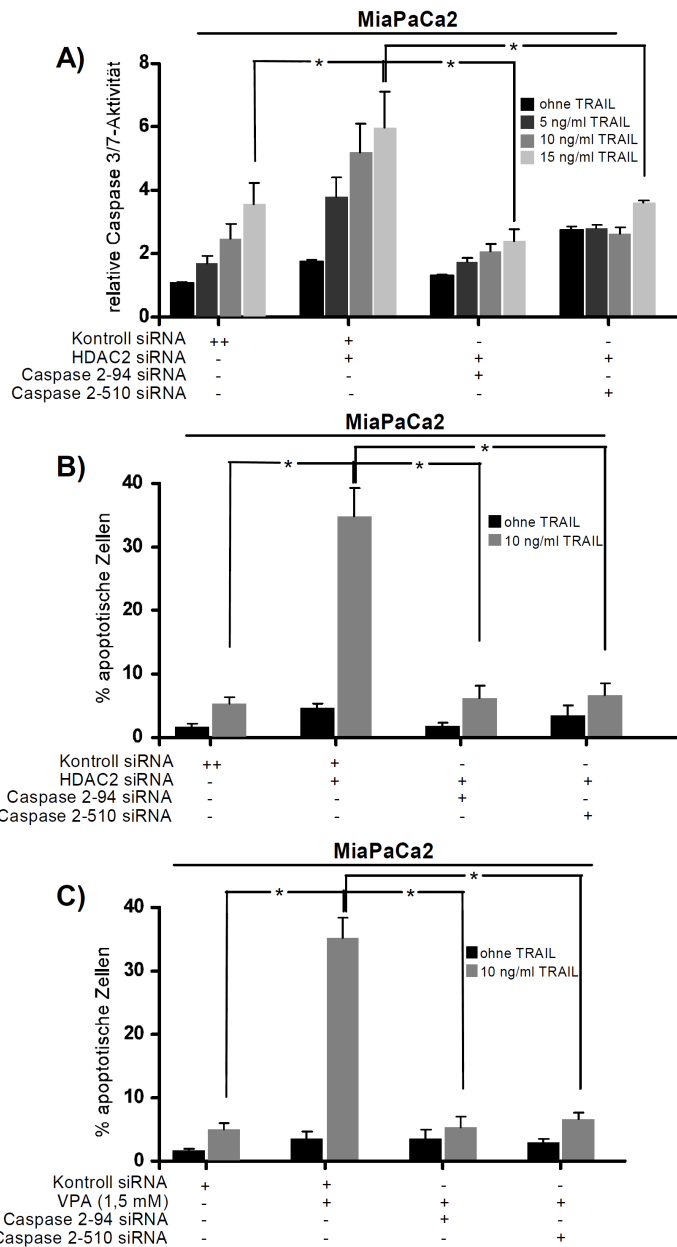 MiaPaCa2
A)
relative Caspase 3/7-Aktivität
8
6
4
2
0
* * *
ohne TRAIL
5 ng/ml TRAIL
10 ng/ml TRAIL
15 ng/ml TRAIL
Kontroll siRNA ++ + - -
HDAC2 siRNA - + + +
Caspase 2-94 siRNA - - + -
Caspase 2-510 siRNA - - - +
MiaPaCa2
B)
% apoptotische Zellen
40
30
20
10
0
* * *
ohne TRAIL
10 ng/ml TRAIL
Kontroll siRNA ++ + - -
HDAC2 siRNA - + + +
Caspase 2-94 siRNA - - + -
Caspase 2-510 siRNA - - - +
MiaPaCa2
C)
% apoptotische Zellen
40
30
20
10
0
* * *
ohne TRAIL
10 ng/ml TRAIL
Kontroll siRNA + + - -
VPA (1,5 mM) - + + +
Caspase 2-94 siRNA - - + -
Caspase 2-510 siRNA - - - +